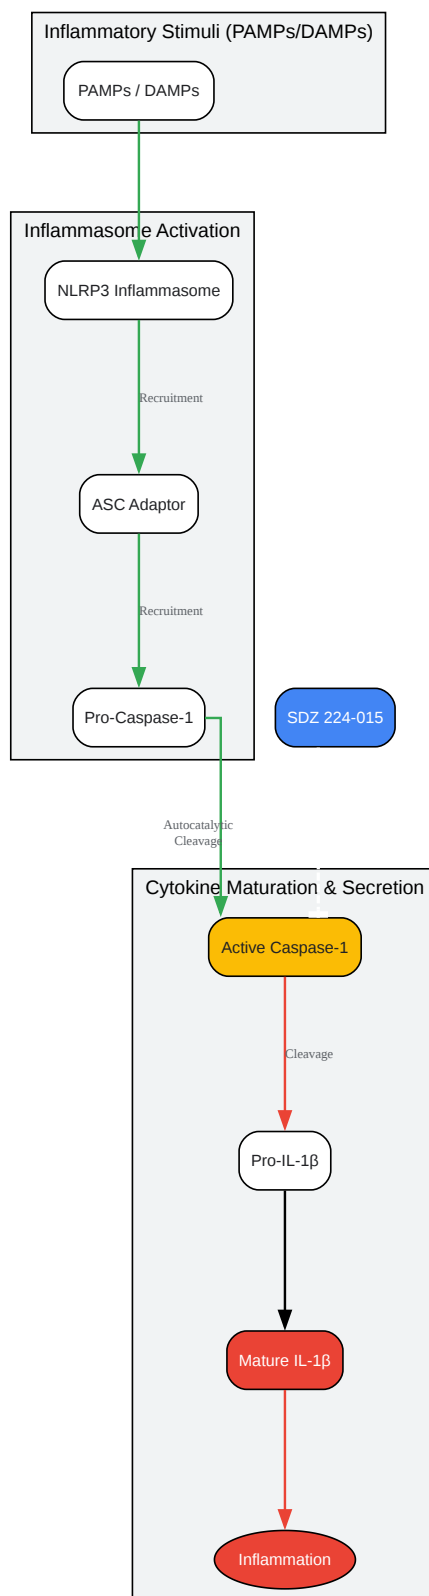 Inflammatory Stimuli (PAMPs/DAMPs)
PAMPs / DAMPs
Inflammasome Activation
NLRP3 Inflammasome
Recruitment
ASC Adaptor
Recruitment
Pro-Caspase-1
SDZ 224-015
Autocatalytic
Cleavage
Cytokine Maturation & Secretion
Active Caspase-1
Cleavage
Pro-IL-1β
Mature IL-1β
Inflammation